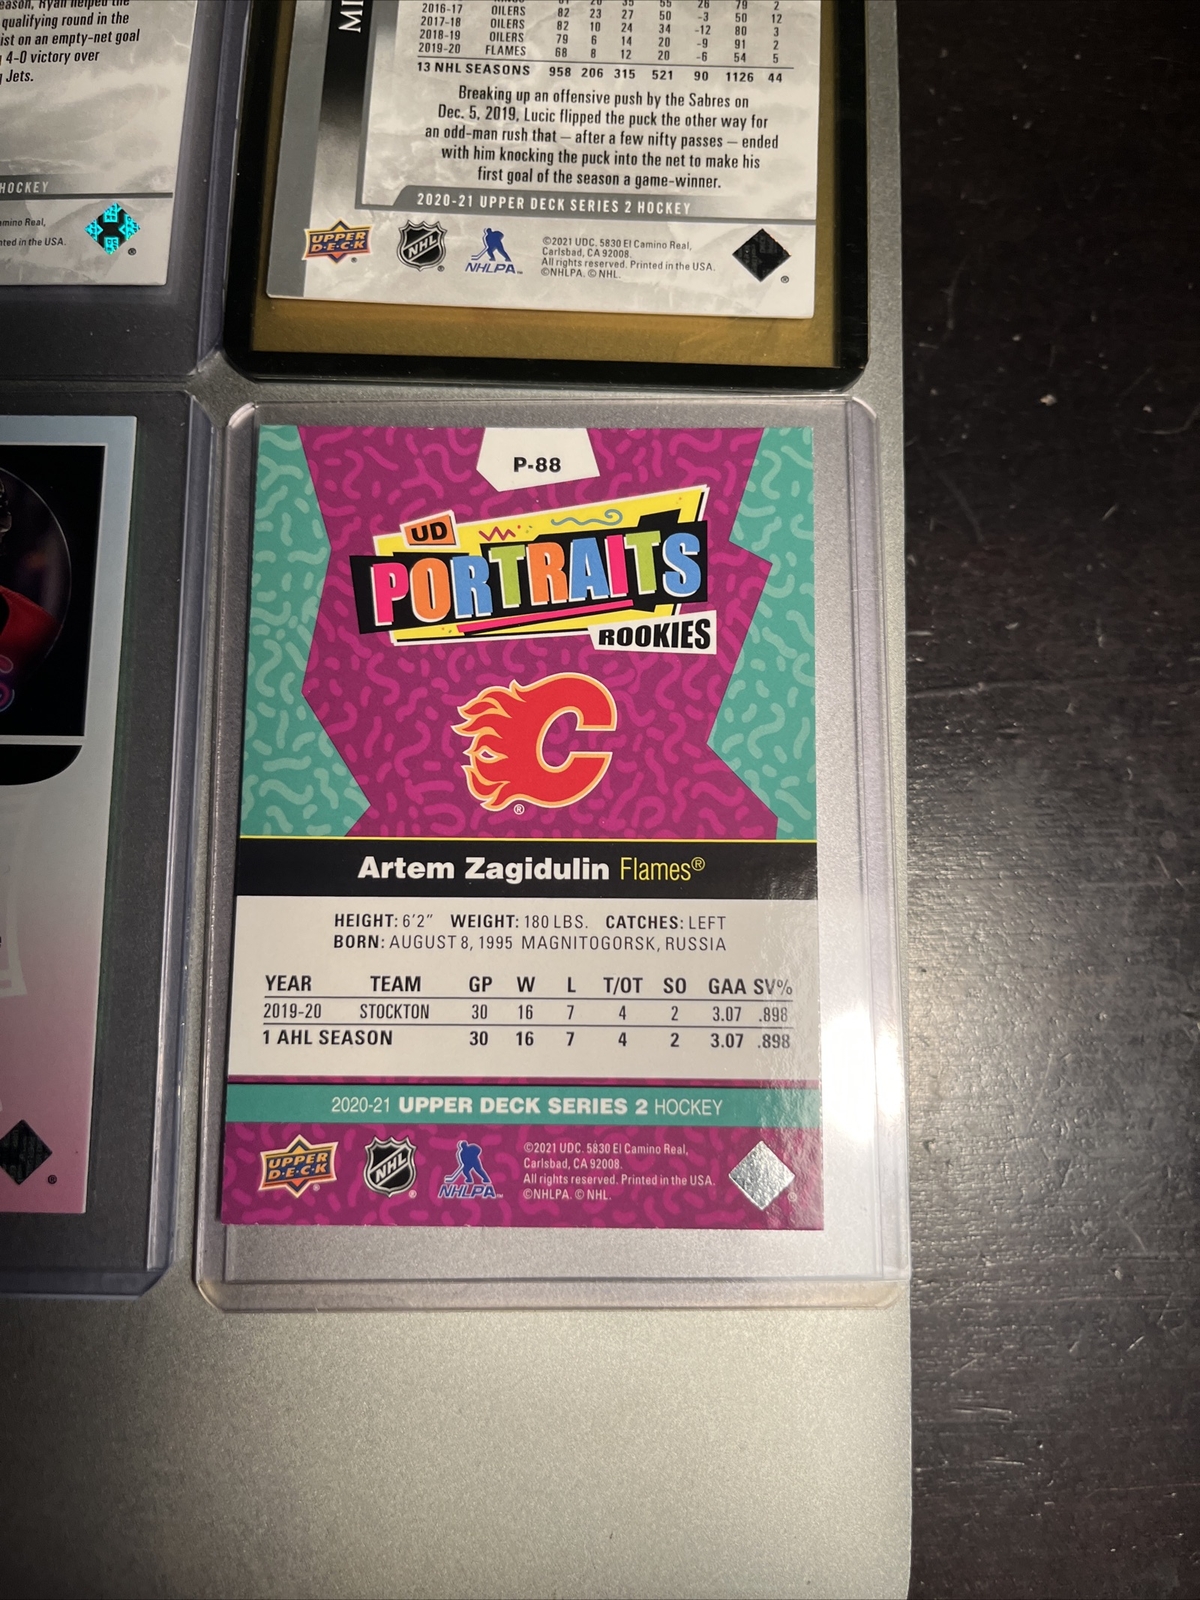 eason, Ryan helped the
qualifying round in the
ist on an empty-net goal
4-0 victory over
Jets.
HOCKEY
amino Real,
nted in the USA.
MI
2016-17 OILERS 82 23 27 50 -3 50 12
2017-18 OILERS 82 10 24 34 -12 80 3
2018-19 OILERS 79 6 14 20 -9 91 2
2019-20 FLAMES 68 8 12 20 -6 54 5
13 NHL SEASONS 958 206 315 521 90 1126 44
Breaking up an offensive push by the Sabres on
Dec. 5, 2019, Lucic flipped the puck the other way for
an odd-man rush that — after a few nifty passes — ended
with him knocking the puck into the net to make his
first goal of the season a game-winner.
2020-21 UPPER DECK SERIES 2 HOCKEY
UPPER DECK NHL NHLPA
©2021 UDC. 5830 El Camino Real,
Carlsbad, CA 92008.
All rights reserved. Printed in the USA.
©NHLPA. © NHL.
P-88
UD
PORTRAITS
ROOKIES
C
Artem Zagidulin Flames®
HEIGHT: 6'2" WEIGHT: 180 LBS. CATCHES: LEFT
BORN: AUGUST 8, 1995 MAGNITOGORSK, RUSSIA
YEAR TEAM GP W L T/OT SO GAA SV%
2019-20 STOCKTON 30 16 7 4 2 3.07 .898
1 AHL SEASON 30 16 7 4 2 3.07 .898
2020-21 UPPER DECK SERIES 2 HOCKEY
UPPER DECK NHL NHLPA
©2021 UDC. 5830 El Camino Real,
Carlsbad, CA 92008.
All rights reserved. Printed in the USA.
©NHLPA. © NHL.